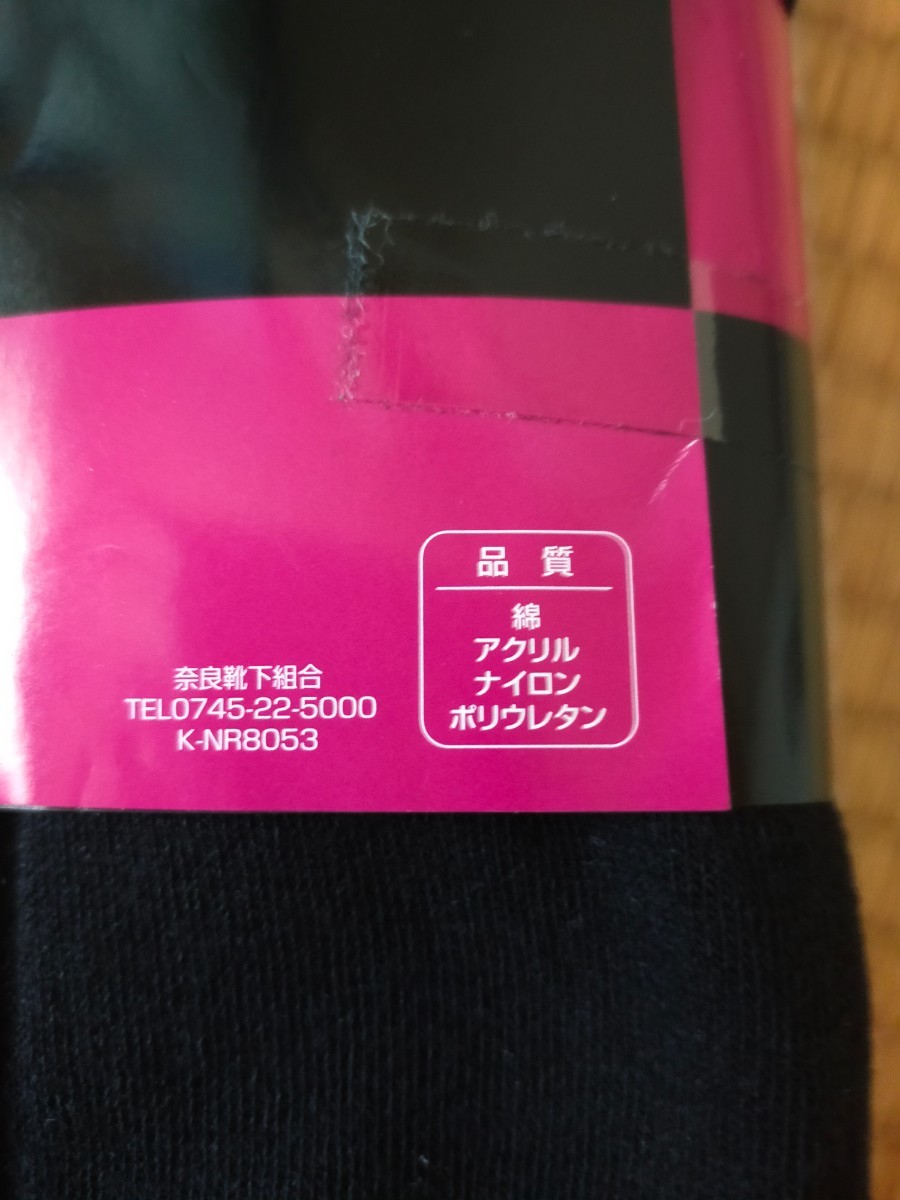 品質
綿
アクリル
ナイロン
ポリウレタン
奈良靴下組合
TEL0745-22-5000
K-NR8053